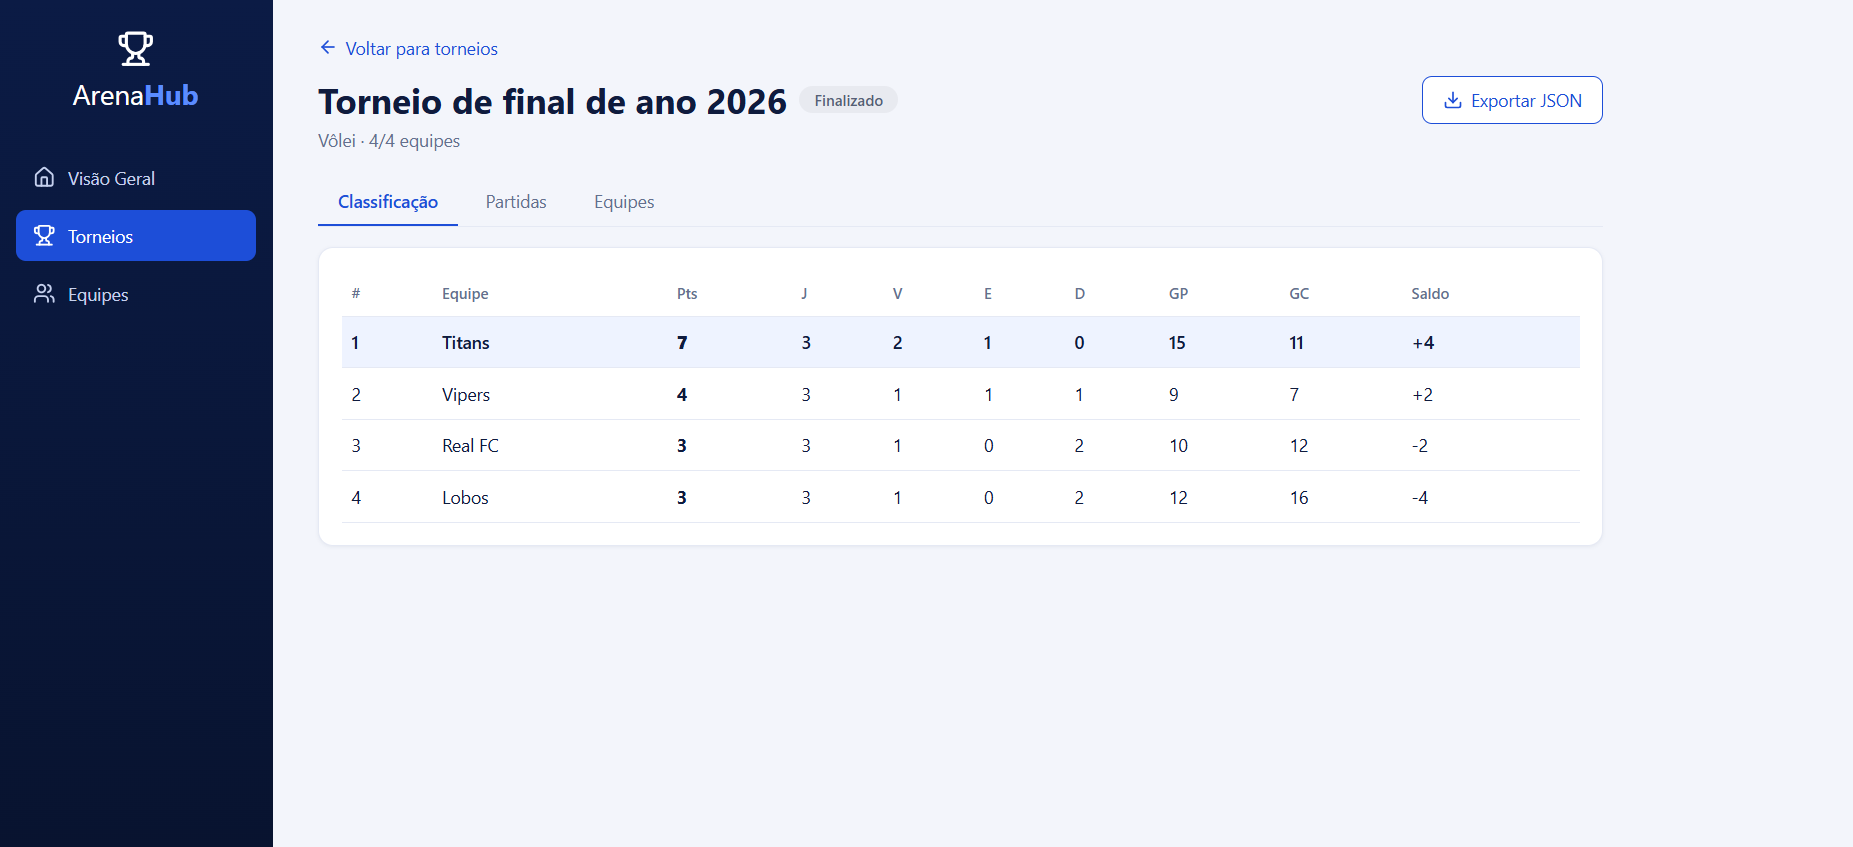 ArenaHub
Visão Geral
Torneios
Equipes
Voltar para torneios
Torneio de final de ano 2026 Finalizado
Exportar JSON
Vôlei · 4/4 equipes
Classificação Partidas Equipes
# Equipe Pts J V E D GP GC Saldo
1 Titans 7 3 2 1 0 15 11 +4
2 Vipers 4 3 1 1 1 9 7 +2
3 Real FC 3 3 1 0 2 10 12 -2
4 Lobos 3 3 1 0 2 12 16 -4